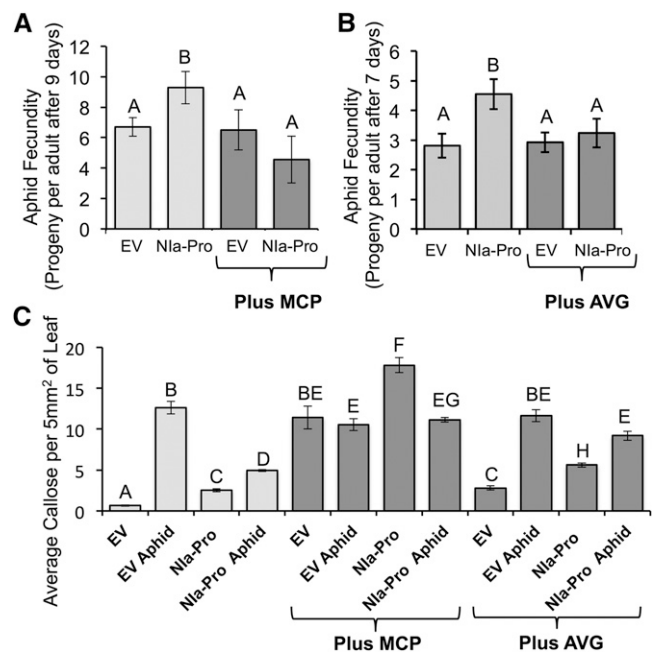 A
Aphid Fecundity
(Progeny per adult after 9 days)
12
10
8
6
4
2
0
A
B
A
A
EV
NIa-Pro
EV
NIa-Pro
Plus MCP
B
Aphid Fecundity
(Progeny per adult after 7 days)
6
5
4
3
2
1
0
A
B
A
A
EV
NIa-Pro
EV
NIa-Pro
Plus AVG
C
Average Callose per 5mm² of Leaf
20
15
10
5
0
A
B
C
D
BE
E
F
EG
C
BE
H
E
EV
EV Aphid
NIa-Pro
NIa-Pro Aphid
EV
EV Aphid
NIa-Pro
NIa-Pro Aphid
EV
EV Aphid
NIa-Pro
NIa-Pro Aphid
Plus MCP
Plus AVG